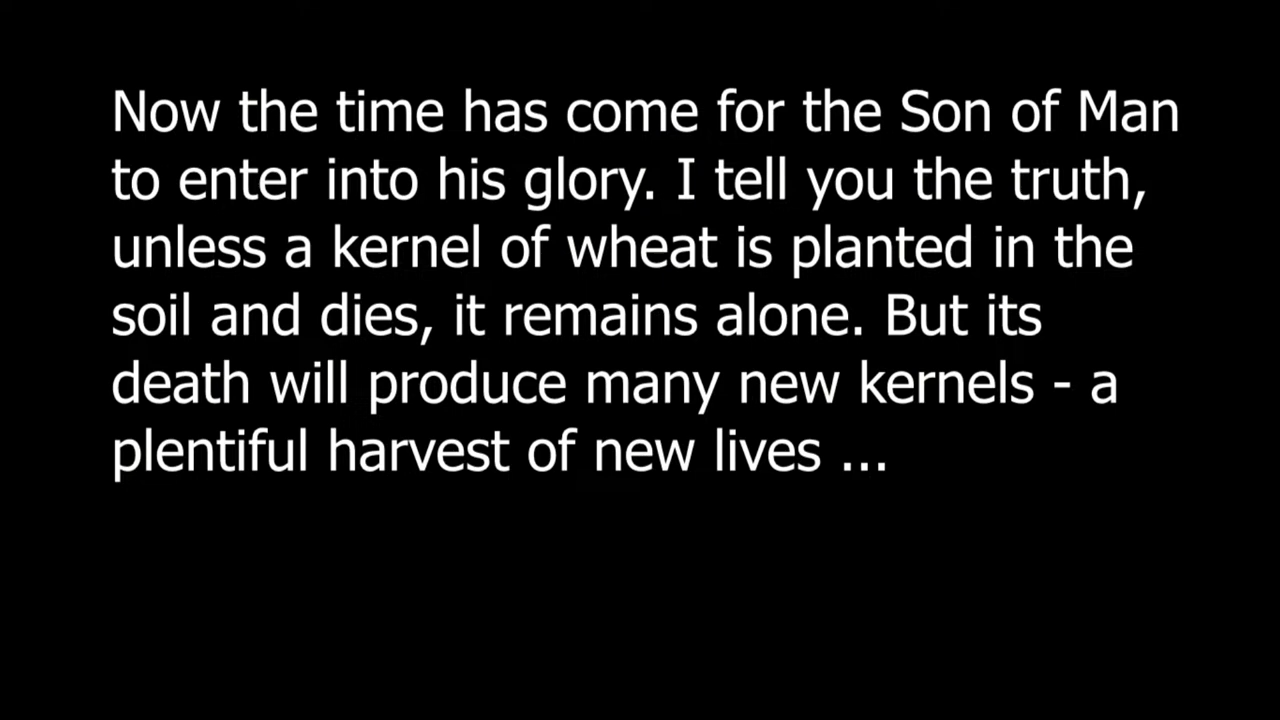 Now the time has come for the Son of Man
to enter into his glory. I tell you the truth,
unless a kernel of wheat is planted in the
soil and dies, it remains alone. But its
death will produce many new kernels - a
plentiful harvest of new lives ...